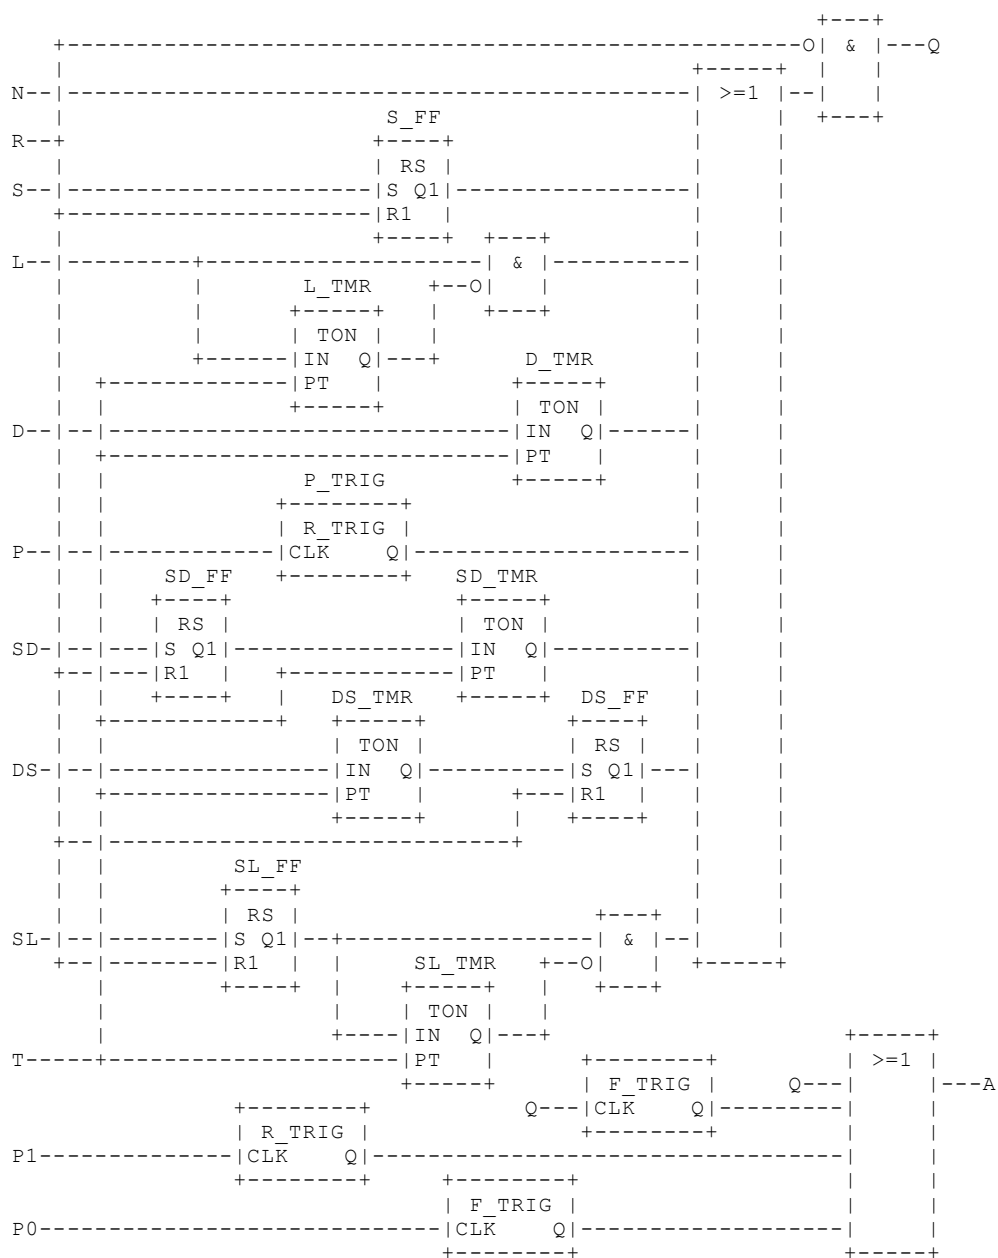 & Q
N >=1
S_FF
R
RS
S S Q1
R1
L &
L_TMR
TON
IN Q D_TMR
PT
TON
D IN Q
PT
P_TRIG
R_TRIG
P CLK Q
SD_FF SD_TMR
RS TON
SD S Q1 IN Q
R1 PT
DS_TMR DS_FF
TON RS
DS IN Q S Q1
PT R1
SL_FF
RS
SL S Q1 &
R1 SL_TMR
TON
IN Q
T PT >=1
F_TRIG Q A
Q CLK Q
R_TRIG
P1 CLK Q
F_TRIG
P0 CLK Q